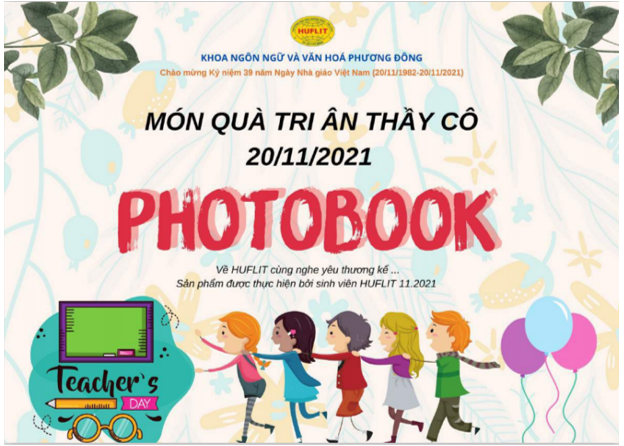 HUFLIT
KHOA NGÔN NGỮ VÀ VĂN HOÁ PHƯƠNG ĐÔNG
Chào mừng Kỷ niệm 39 năm Ngày Nhà giáo Việt Nam (20/11/1982-20/11/2021)
MÓN QUÀ TRI ÂN THẦY CÔ
20/11/2021
PHOTOBOOK
Về HUFLIT cùng nghe yêu thương kể ...
Sản phẩm được thực hiện bởi sinh viên HUFLIT 11.2021
Teacher's
DAY